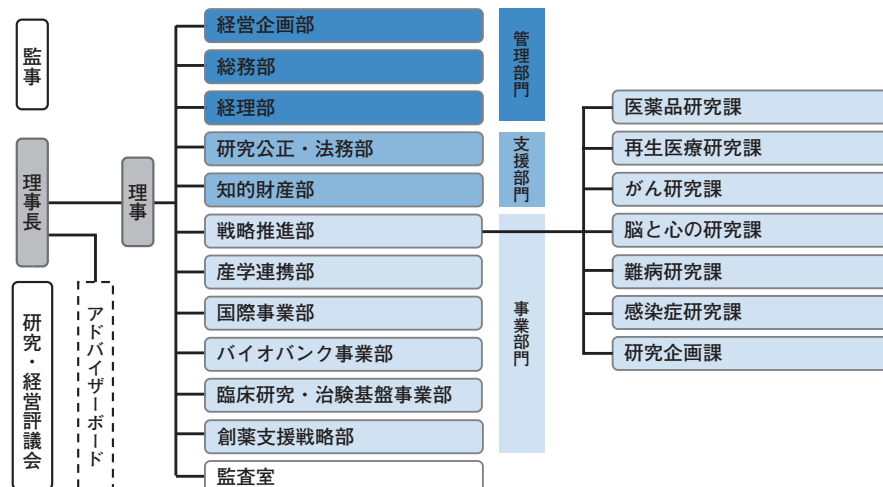 監事
理事長
研究・経営評議会
アドバイザーボード
理事
経営企画部
総務部
経理部
研究公正・法務部
知的財産部
戦略推進部
産学連携部
国際事業部
バイオバンク事業部
臨床研究・治験基盤事業部
創薬支援戦略部
監査室
管理部門
支援部門
事業部門
医薬品研究課
再生医療研究課
がん研究課
脳と心の研究課
難病研究課
感染症研究課
研究企画課